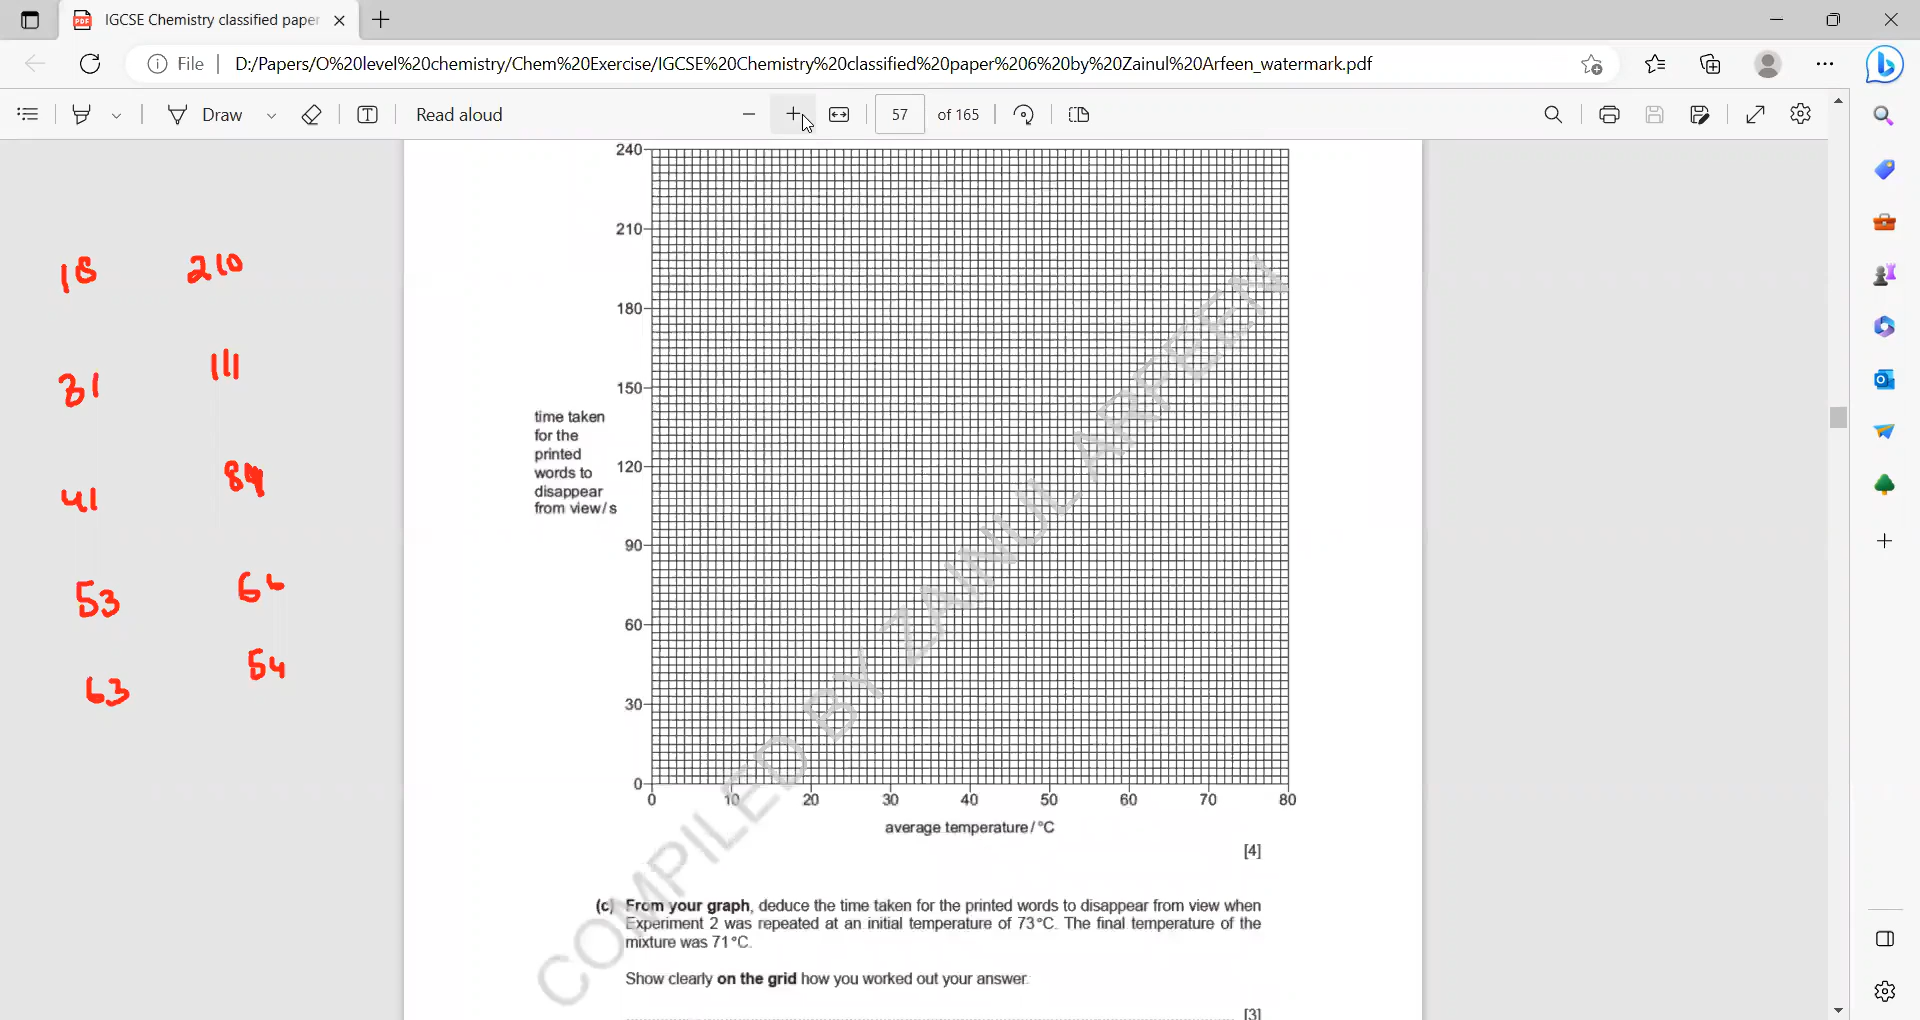 IGCSE Chemistry classified paper
File
D:/Papers/O%20level%20chemistry/Chem%20Exercise/IGCSE%20Chemistry%20classified%20paper%206%20by%20Zainul%20Arfeen_watermark.pdf
Draw
Read aloud
57 of 165
240
210
180
150
120
90
60
30
0
time taken
for the
printed
words to
disappear
from view/s
0 10 20 30 40 50 60 70 80
average temperature/°C
[4]
(c) From your graph, deduce the time taken for the printed words to disappear from view when
Experiment 2 was repeated at an initial temperature of 73°C. The final temperature of the
mixture was 71°C.
Show clearly on the grid how you worked out your answer.
[3]
COMPILED BY ZAINUL ARFEEN
18 210
31 111
41 84
53 64
63 54